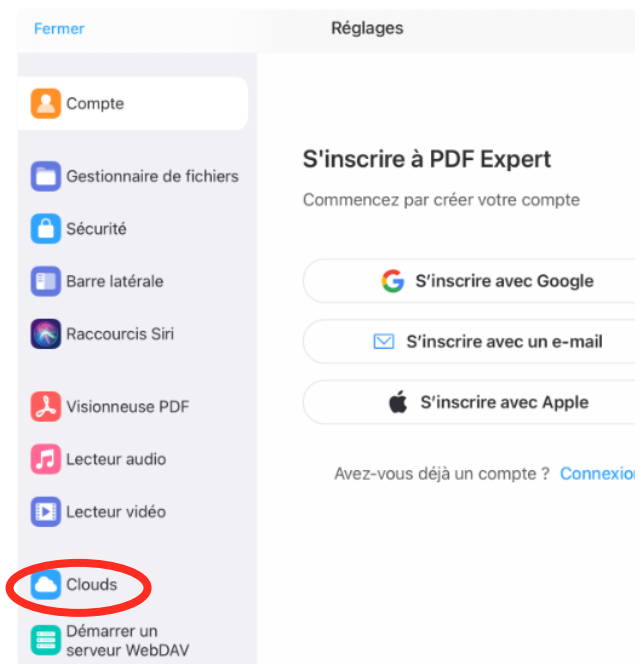 Fermer
Réglages
Compte
Gestionnaire de fichiers
Sécurité
Barre latérale
Raccourcis Siri
Visionneuse PDF
Lecteur audio
Lecteur vidéo
Clouds
Démarrer un
serveur WebDAV
S'inscrire à PDF Expert
Commencez par créer votre compte
S'inscrire avec Google
S'inscrire avec un e-mail
S'inscrire avec Apple
Avez-vous déjà un compte ? Connexion